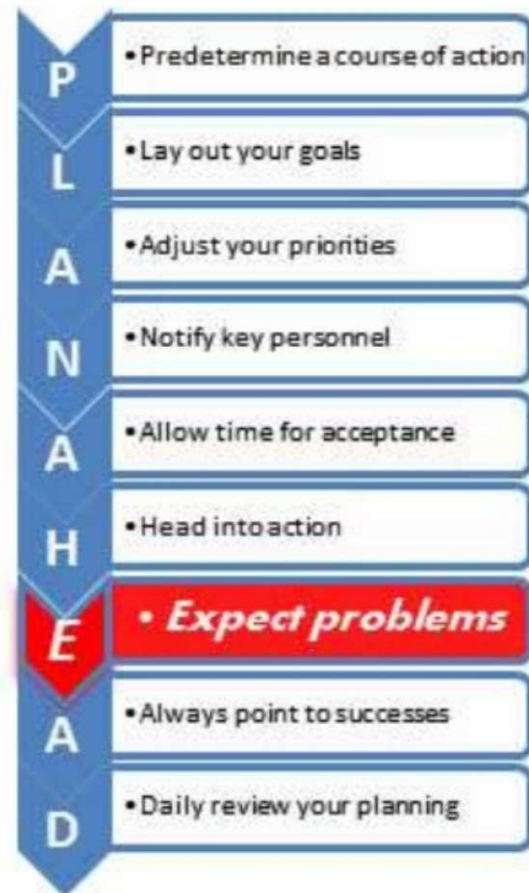 P
• Predetermine a course of action
L
• Lay out your goals
A
• Adjust your priorities
N
• Notify key personnel
A
• Allow time for acceptance
H
• Head into action
E
• Expect problems
A
• Always point to successes
D
• Daily review your planning